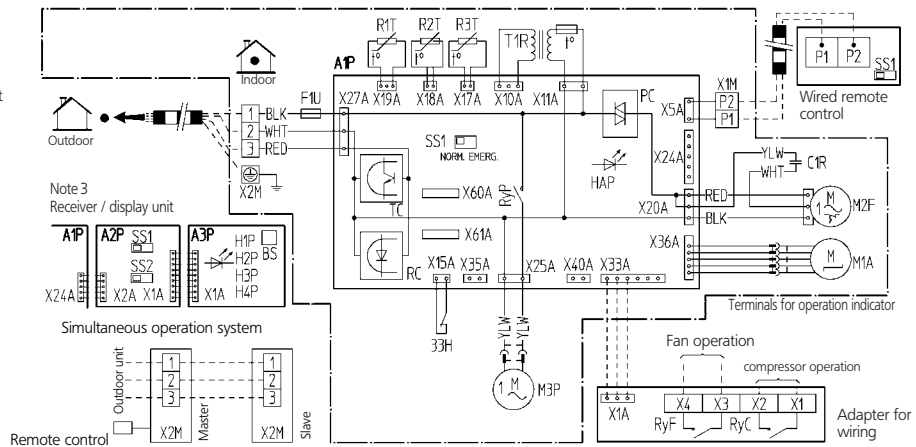 R1T R2T R3T
t° t° t° T1R t°
P1 P2
SS1
Wired remote
control
Indoor
A1P
X27A X19A X18A X17A X10A X11A
PC
X5A
X1M
P2
P1
F1U
Outdoor
1 BLK
2 WHT
3 RED
X2M
SS1
NORM. EMERG.
HAP
X24A
YLW
C1R
WHT
Note 3
Receiver / display unit
TC
X60A
RyP
X20A
RED
BLK
M
1~
M2F
A1P A2P SS1 A3P
H1P
H2P
H3P
H4P
BS
SS2
X24A X2A X1A X1A
RC
X61A
X36A
M
M1A
X15A X35A X25A X40A X33A
Terminals for operation indicator
Simultaneous operation system
33H
YLW
YLW
M
1~
M3P
Fan operation
compressor operation
Outdoor unit
1
2
3
X2M
Master
1
2
3
X2M
Slave
Remote control
X1A
X4 X3 X2 X1
RyF RyC
Adapter for
wiring